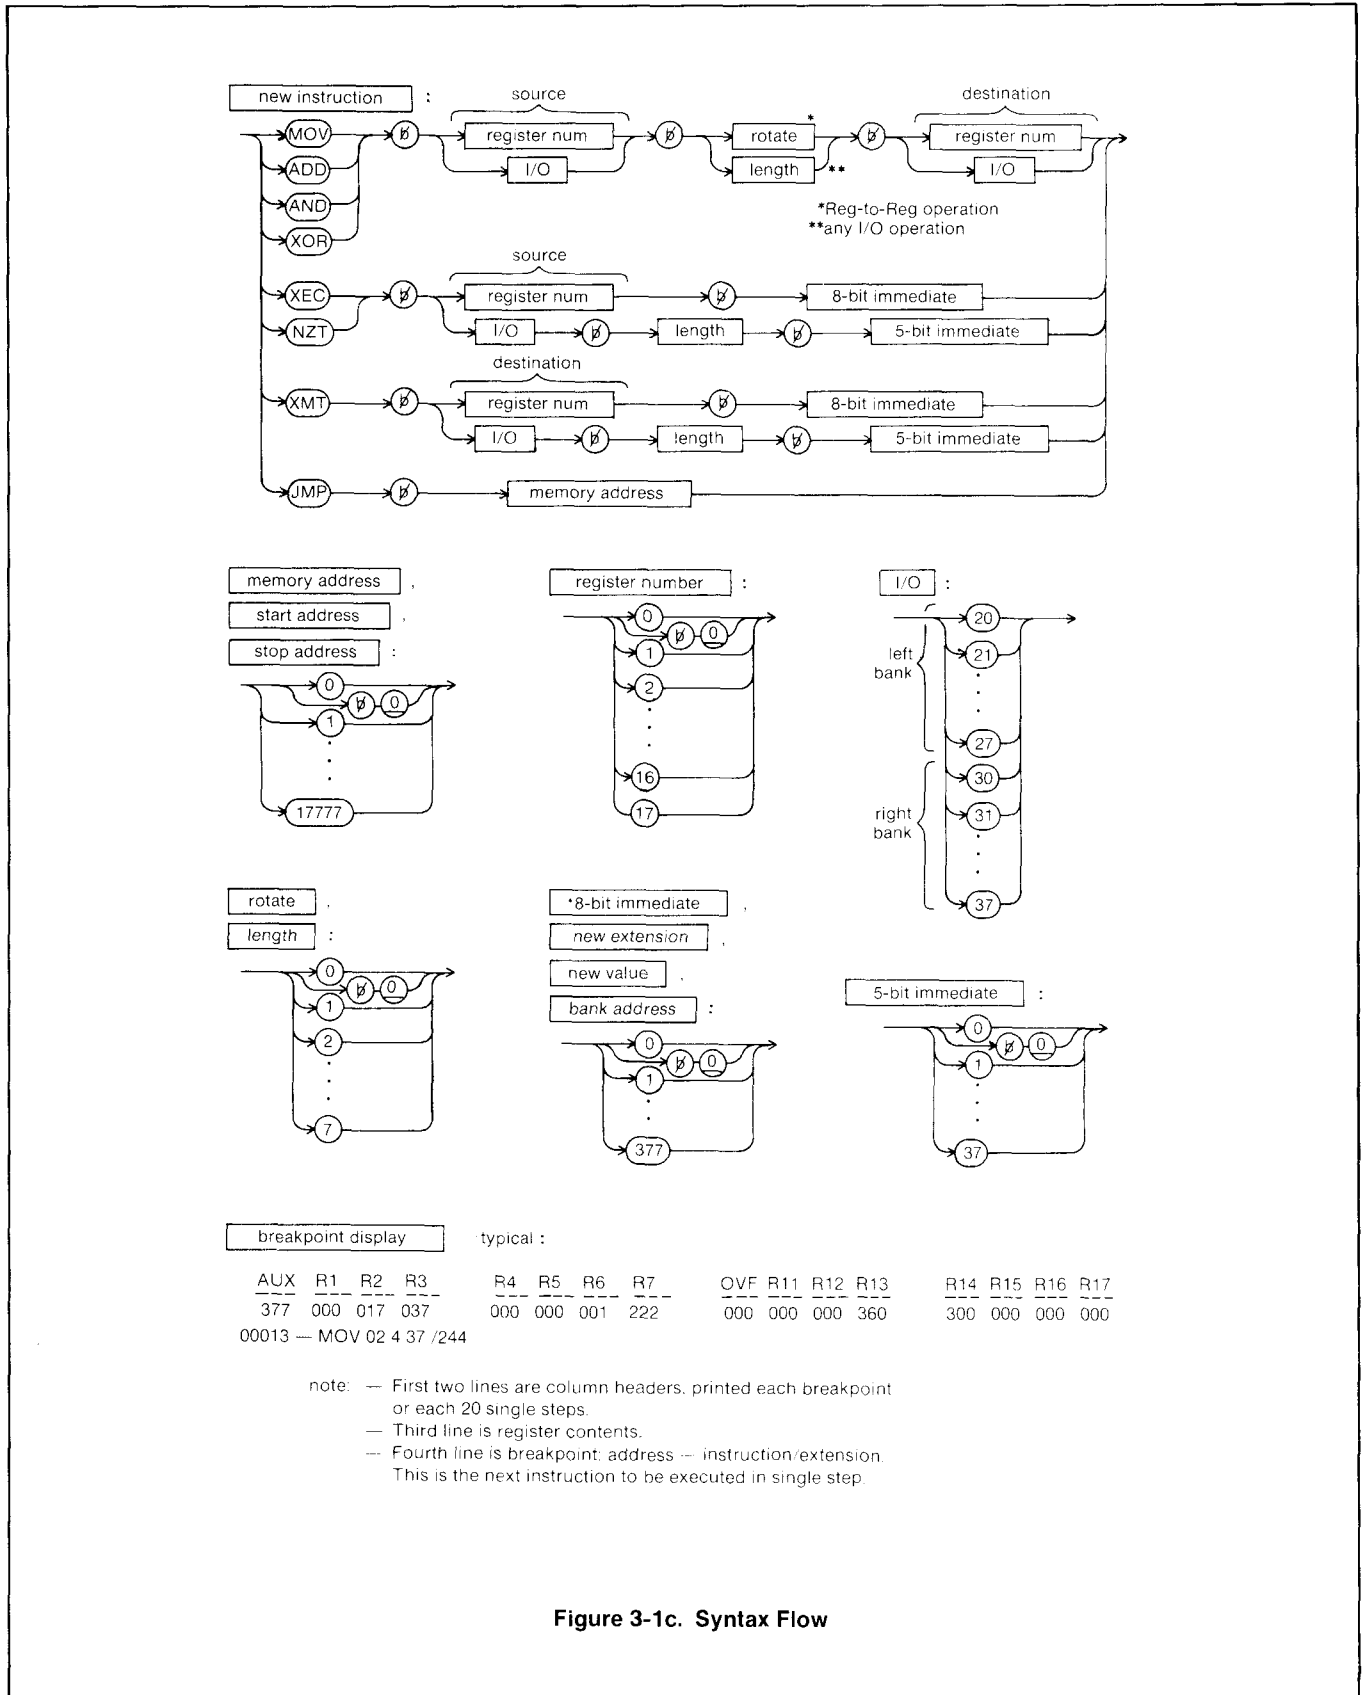 new instruction :
source
destination
MOV b register num b rotate * b register num
ADD I/O length ** I/O
AND
*Reg-to-Reg operation
**any I/O operation
XOR
source
XEC b register num b 8-bit immediate
NZT I/O b length b 5-bit immediate
destination
XMT b register num b 8-bit immediate
I/O b length b 5-bit immediate
JMP b memory address
memory address ,
start address ,
stop address :
0
b 0
1
17777
register number :
0
b 0
1
2
16
17
I/O :
left bank
20
21
27
right bank
30
31
37
rotate ,
length :
0
b 0
1
2
7
*8-bit immediate ,
new extension ,
new value ,
bank address :
0
b 0
1
377
5-bit immediate :
0
b 0
1
37
breakpoint display typical :
AUX R1 R2 R3 R4 R5 R6 R7 OVF R11 R12 R13 R14 R15 R16 R17
--- --- --- --- --- --- --- --- --- --- --- --- --- --- --- ---
377 000 017 037 000 000 001 222 000 000 000 360 300 000 000 000
00013 — MOV 02 4 37 /244
note: — First two lines are column headers, printed each breakpoint
or each 20 single steps.
— Third line is register contents.
— Fourth line is breakpoint: address — instruction/extension.
This is the next instruction to be executed in single step.
Figure 3-1c. Syntax Flow